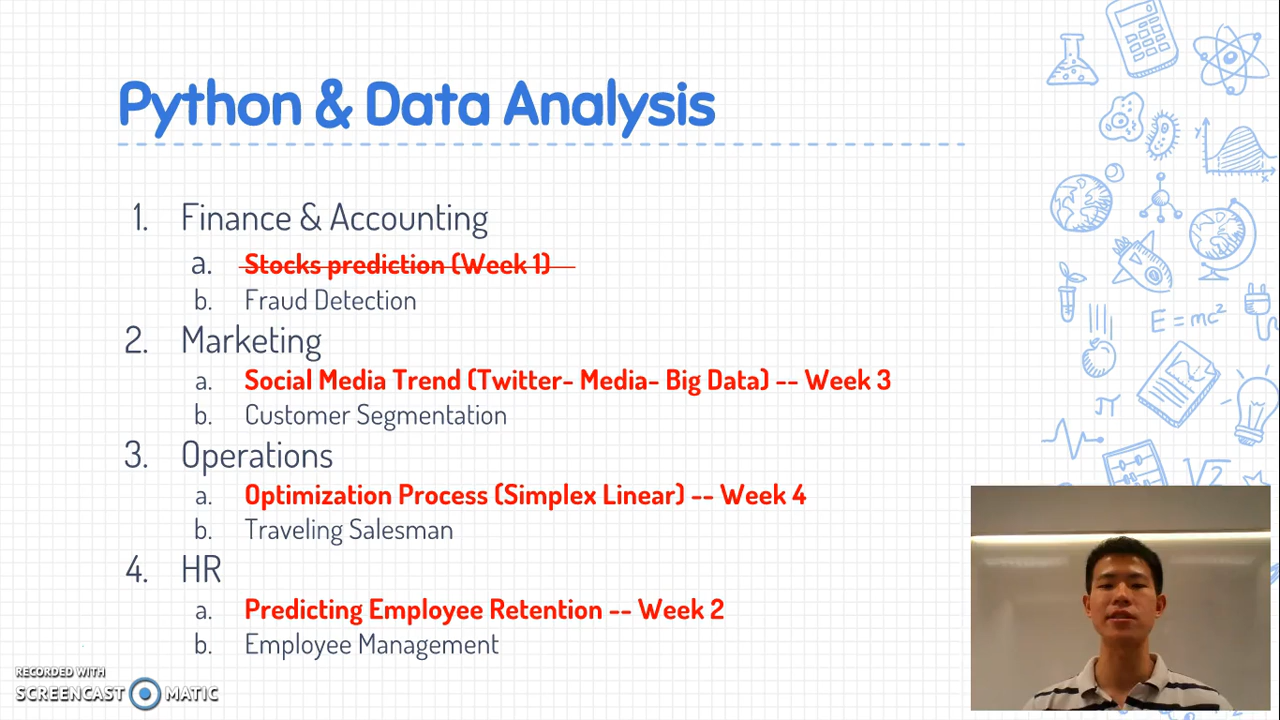 Python & Data Analysis
1. Finance & Accounting
a. Stocks prediction (Week 1)
b. Fraud Detection
2. Marketing
a. Social Media Trend (Twitter- Media- Big Data) -- Week 3
b. Customer Segmentation
3. Operations
a. Optimization Process (Simplex Linear) -- Week 4
b. Traveling Salesman
4. HR
a. Predicting Employee Retention -- Week 2
b. Employee Management
y
x
E=mc²
π
√2
RECORDED WITH
SCREENCAST MATIC